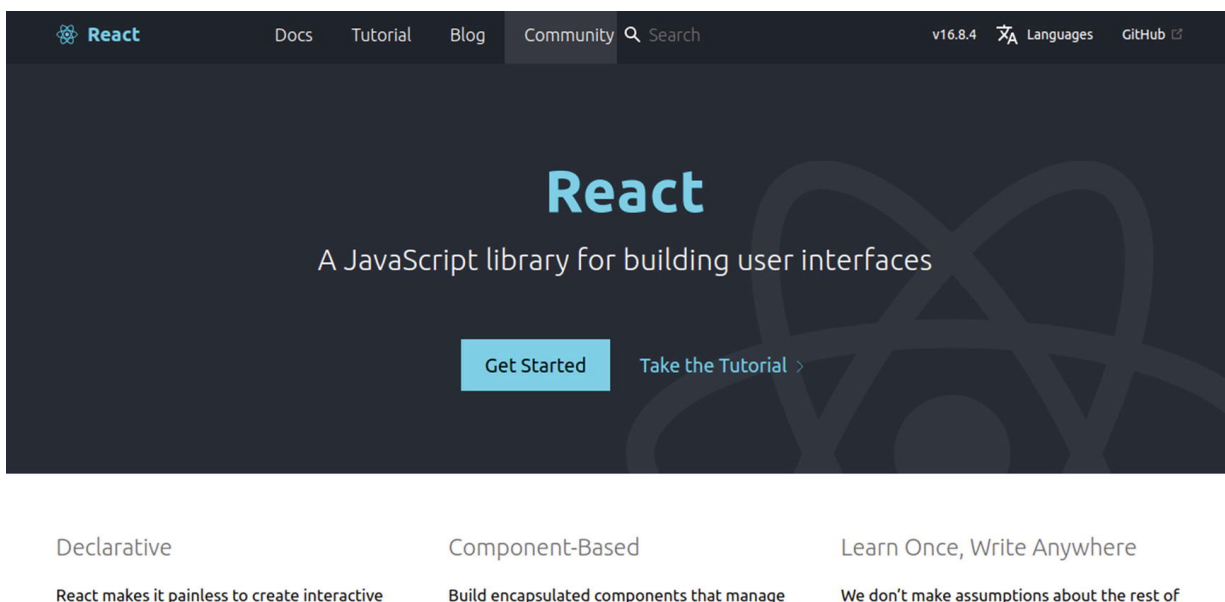 React Docs Tutorial Blog Community Search v16.8.4 Languages GitHub
React
A JavaScript library for building user interfaces
Get Started Take the Tutorial
Declarative Component-Based Learn Once, Write Anywhere
React makes it painless to create interactive Build encapsulated components that manage We don't make assumptions about the rest of